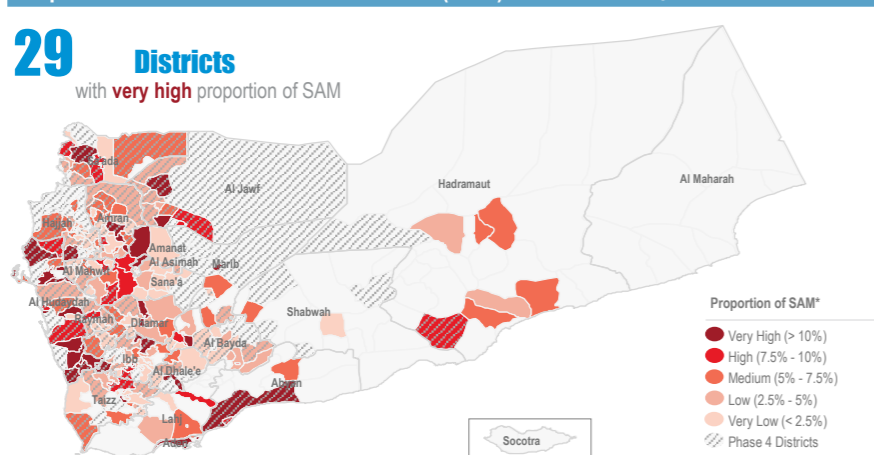 29 Districts
with very high proportion of SAM
Sa'ada
Al Jawf
Hadramaut
Al Maharah
Hajjah
Amran
Amanat
Al Asimah
Marib
Al Mahwit
Sana'a
Al Hudaydah
Raymah
Dhamar
Shabwah
Al Bayda
Ibb
Al Dhale'e
Abyan
Taizz
Lahj
Aden
Socotra
Proportion of SAM*
Very High (> 10%)
High (7.5% - 10%)
Medium (5% - 7.5%)
Low (2.5% - 5%)
Very Low (< 2.5%)
Phase 4 Districts